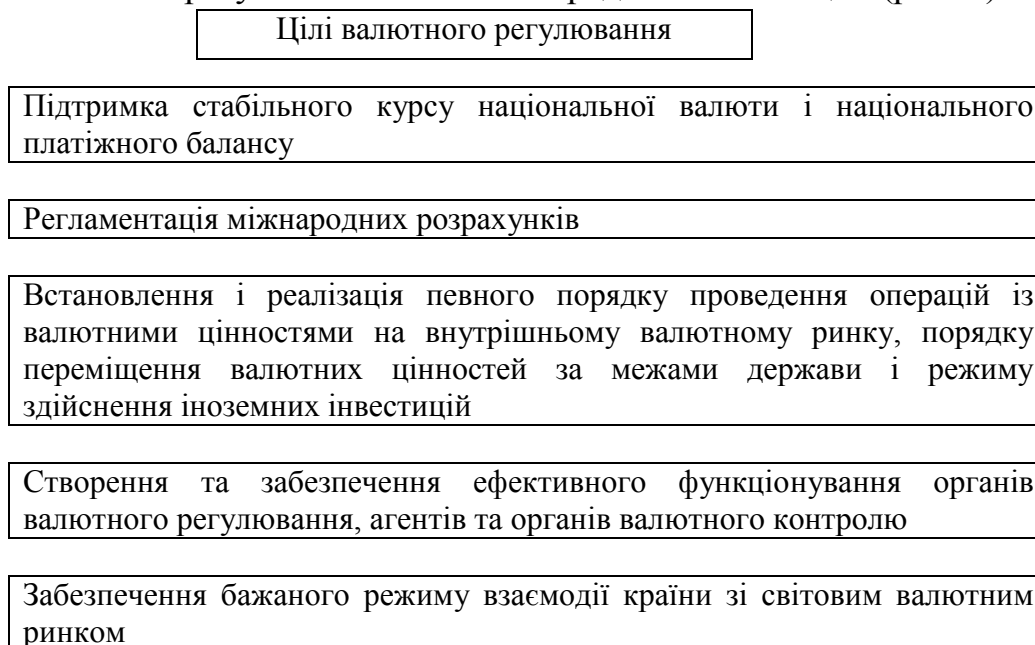 Цілі валютного регулювання
Підтримка стабільного курсу національної валюти і національного
платіжного балансу
Регламентація міжнародних розрахунків
Встановлення і реалізація певного порядку проведення операцій із
валютними цінностями на внутрішньому валютному ринку, порядку
переміщення валютних цінностей за межами держави і режиму
здійснення іноземних інвестицій
Створення та забезпечення ефективного функціонування органів
валютного регулювання, агентів та органів валютного контролю
Забезпечення бажаного режиму взаємодії країни зі світовим валютним
ринком